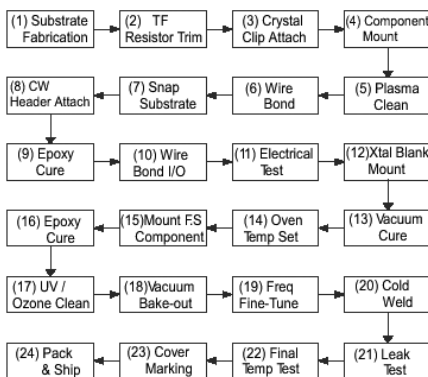 (1) Substrate
Fabrication
(2) TF
Resistor Trim
(3) Crystal
Clip Attach
(4) Component
Mount
(8) CW
Header Attach
(7) Snap
Substrate
(6) Wire
Bond
(5) Plasma
Clean
(9) Epoxy
Cure
(10) Wire
Bond I/O
(11) Electrical
Test
(12)Xtal Blank
Mount
(16) Epoxy
Cure
(15)Mount F.S
Component
(14) Oven
Temp Set
(13) Vacuum
Cure
(17) UV /
Ozone Clean
(18)Vacuum
Bake-out
(19) Freq
Fine-Tune
(20) Cold
Weld
(24) Pack
& Ship
(23) Cover
Marking
(22) Final
Temp Test
(21) Leak
Test